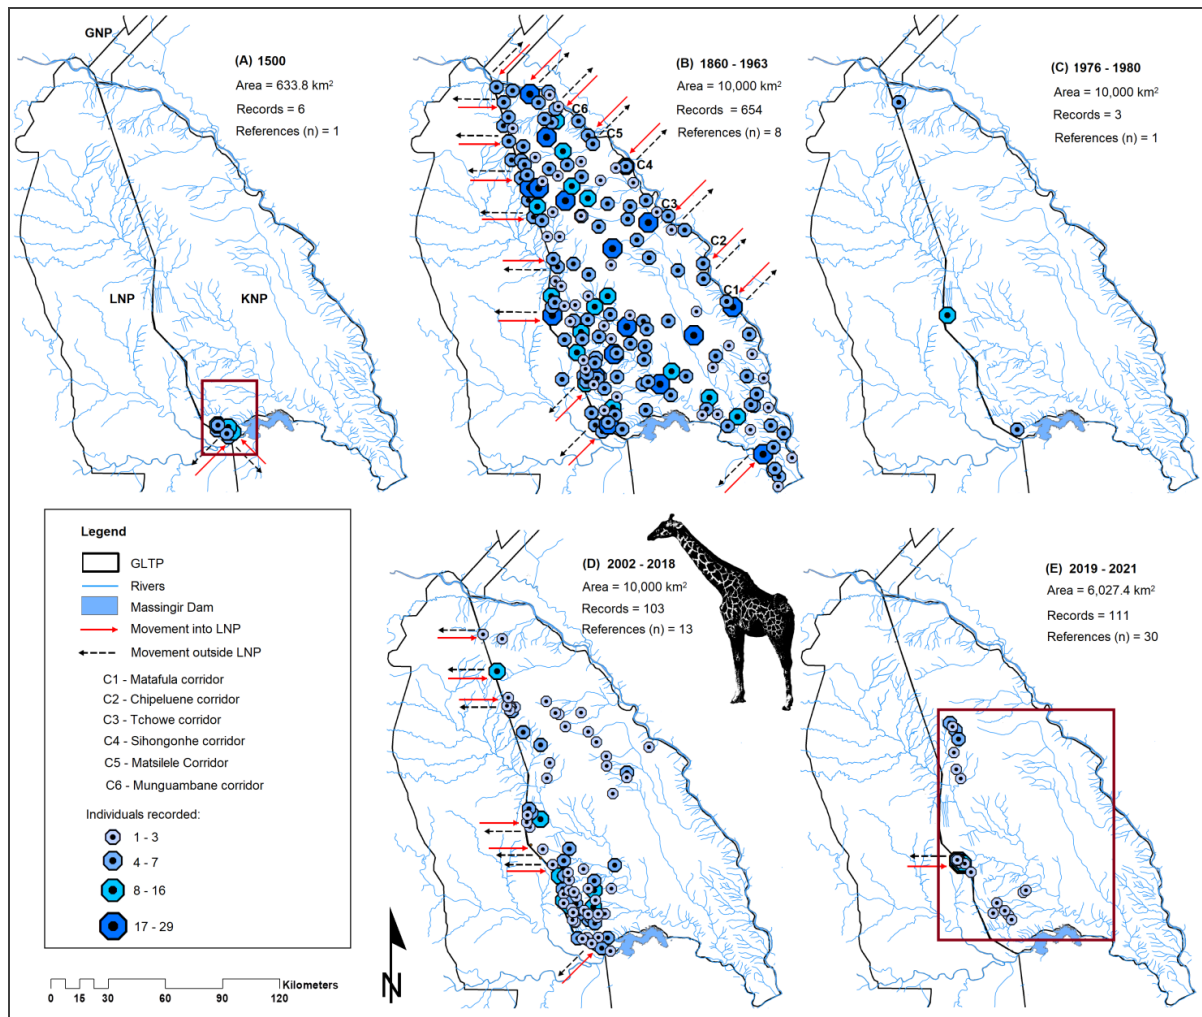 GNP
(A) 1500
Area = 633.8 km²
Records = 6
References (n) = 1
LNP
KNP
(B) 1860 - 1963
Area = 10,000 km²
Records = 654
References (n) = 8
C6
C5
C4
C3
C2
C1
(C) 1976 - 1980
Area = 10,000 km²
Records = 3
References (n) = 1
Legend
GLTP
Rivers
Massingir Dam
Movement into LNP
Movement outside LNP
C1 - Matafula corridor
C2 - Chipeluene corridor
C3 - Tchowe corridor
C4 - Sihongonhe corridor
C5 - Matsilele Corridor
C6 - Munguambane corridor
Individuals recorded:
1 - 3
4 - 7
8 - 16
17 - 29
Kilometers
0 15 30 60 90 120
N
(D) 2002 - 2018
Area = 10,000 km²
Records = 103
References (n) = 13
(E) 2019 - 2021
Area = 6,027.4 km²
Records = 111
References (n) = 30